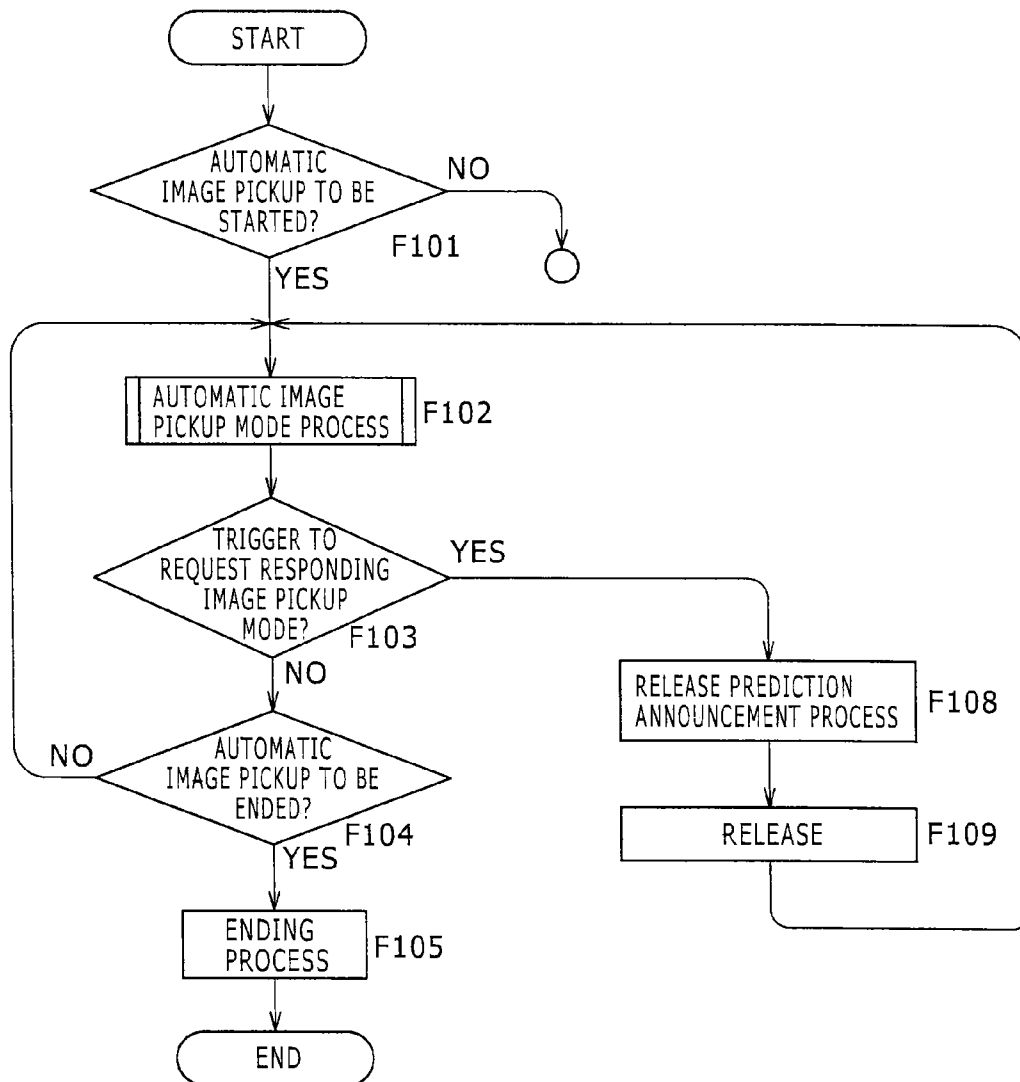 START
AUTOMATIC
IMAGE PICKUP TO BE
STARTED?
NO
F101
YES
AUTOMATIC IMAGE
PICKUP MODE PROCESS
F102
TRIGGER TO
REQUEST RESPONDING
IMAGE PICKUP
MODE?
YES
F103
NO
RELEASE PREDICTION
ANNOUNCEMENT PROCESS
F108
AUTOMATIC
IMAGE PICKUP TO BE
ENDED?
NO
F104
YES
RELEASE
F109
ENDING
PROCESS
F105
END